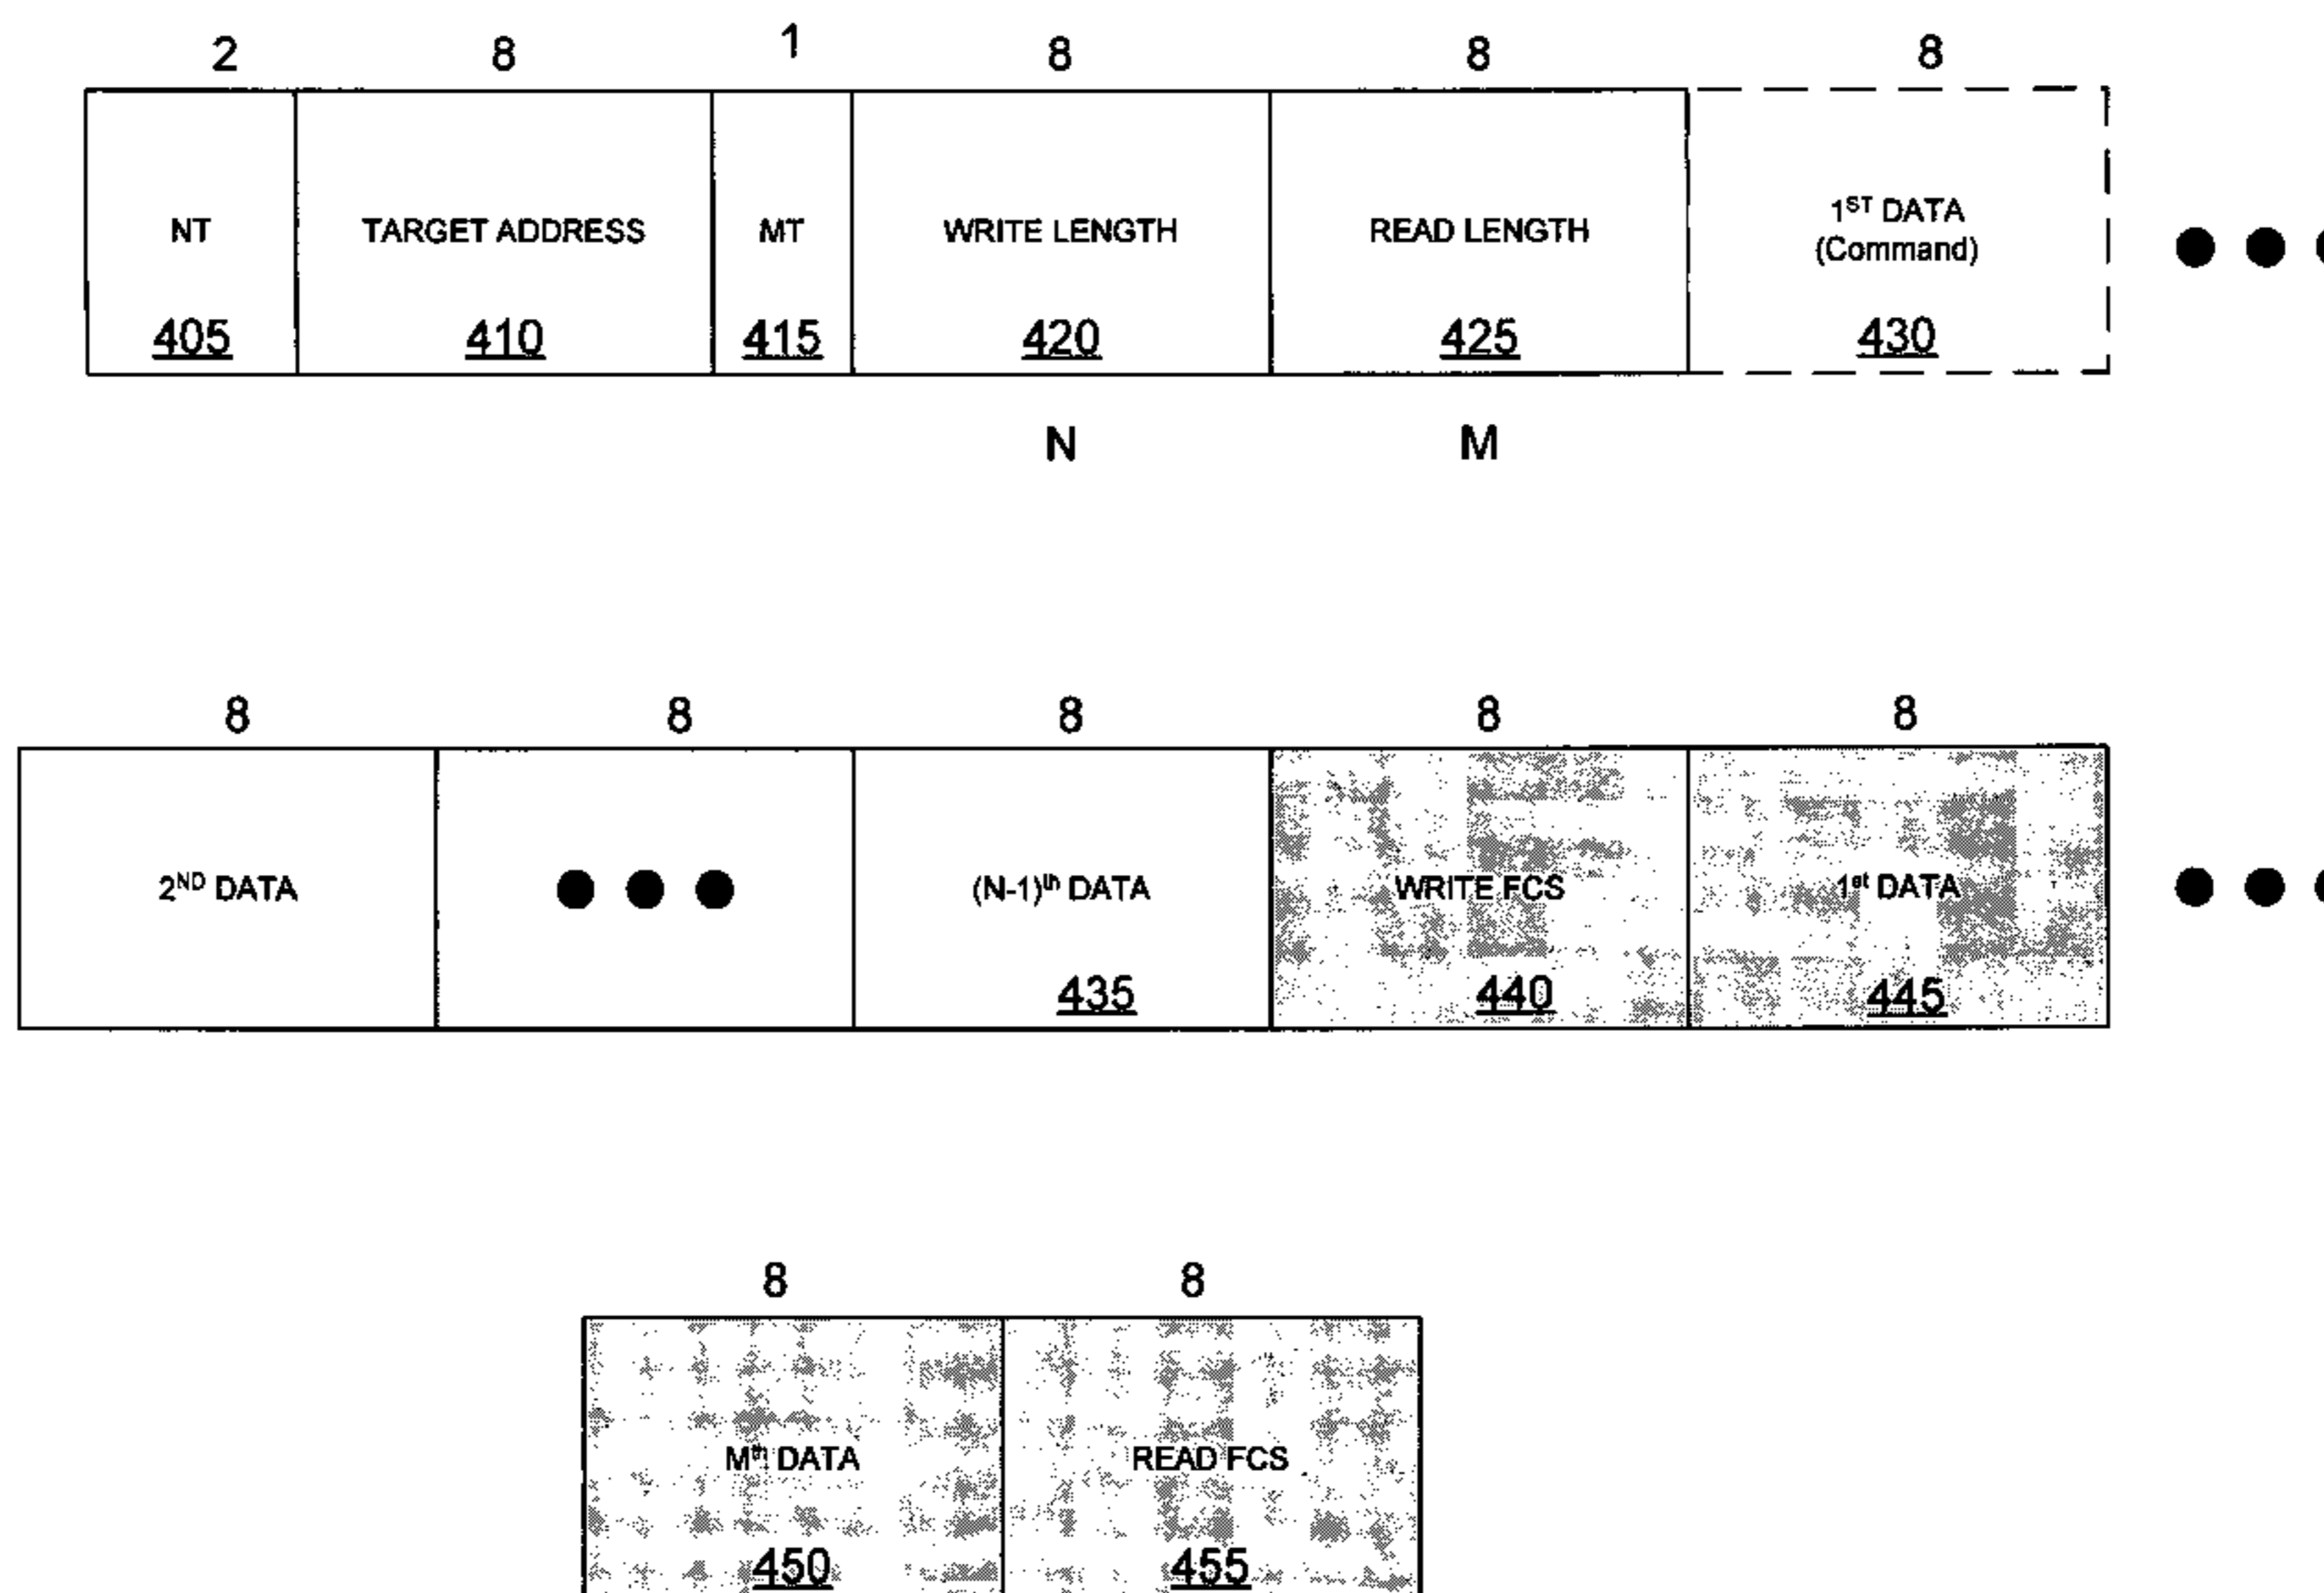 2 8 1 8 8 8
NT TARGET ADDRESS MT WRITE LENGTH READ LENGTH 1ST DATA
(Command)
405 410 415 420 425 430
N M
8 8 8 8 8
2ND DATA (N-1)th DATA WRITE FCS 1st DATA
435 440 445
8 8
Mth DATA READ FCS
450 455